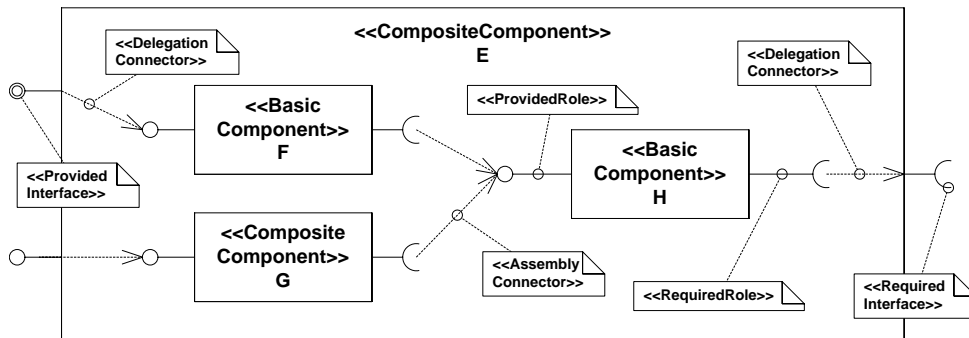 <<CompositeComponent>>
E
<<Delegation
Connector>>
<<Delegation
Connector>>
<<Basic
Component>>
F
<<ProvidedRole>>
<<Basic
Component>>
H
<<Provided
Interface>>
<<Composite
Component>>
G
<<Assembly
Connector>>
<<RequiredRole>>
<<Required
Interface>>